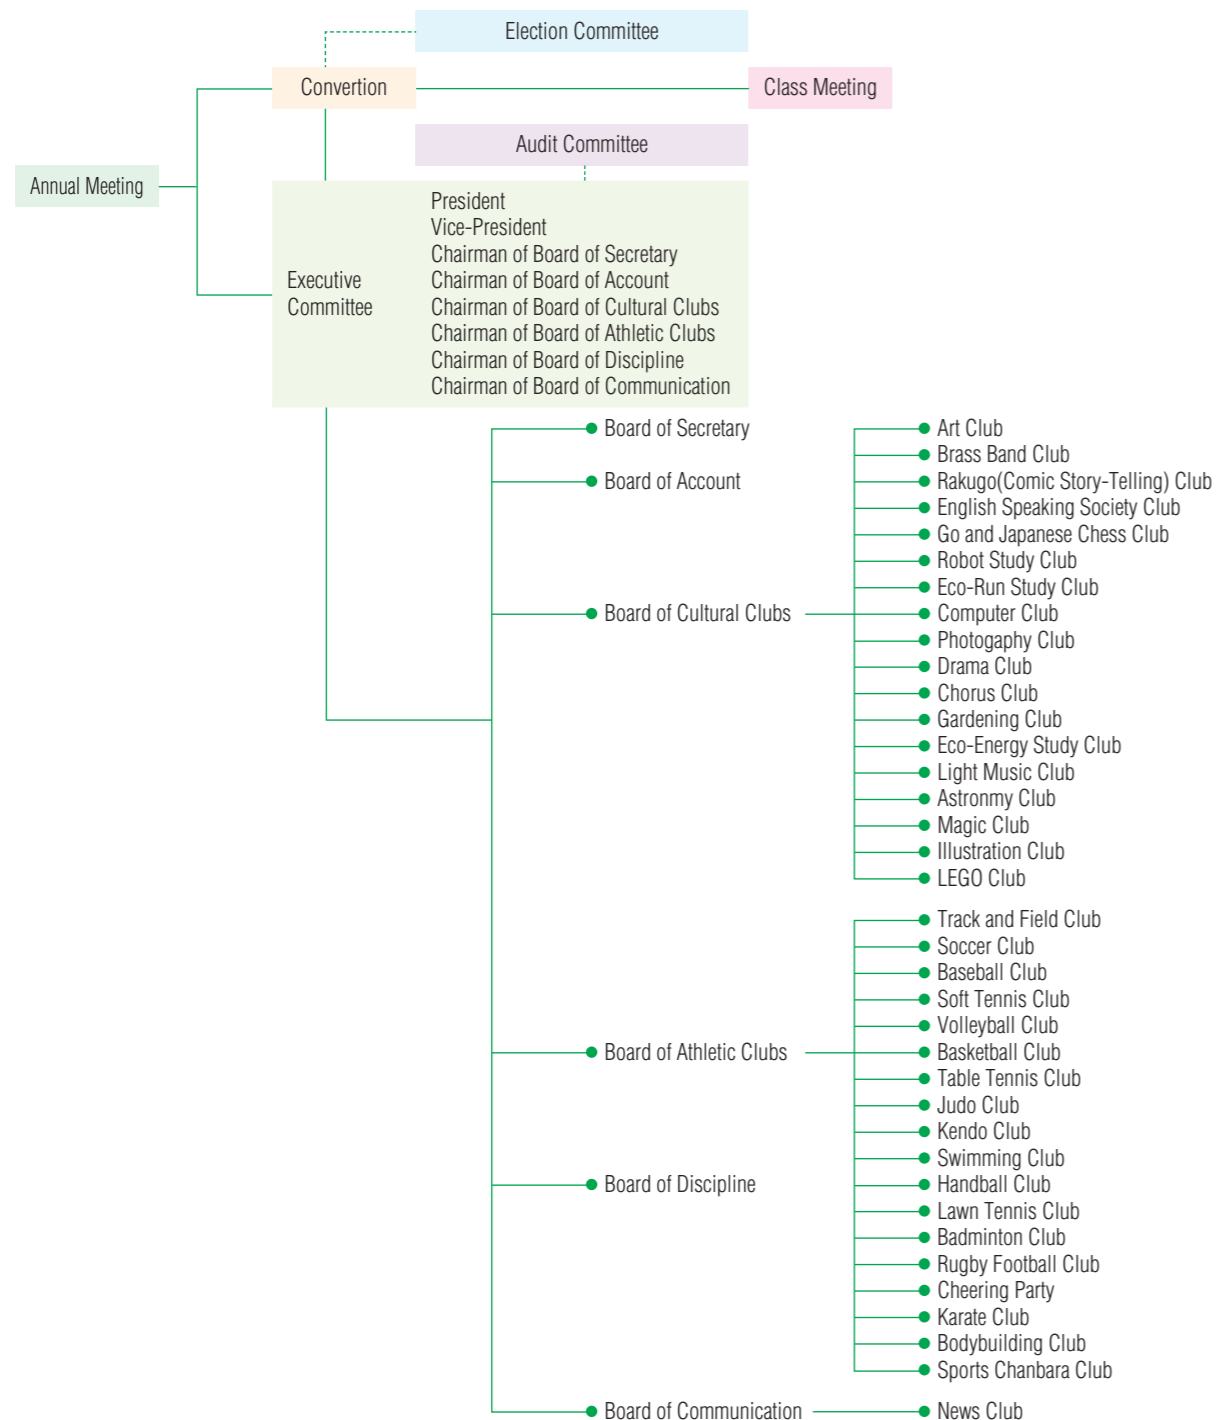 Election Committee
Convertion
Class Meeting
Audit Committee
Annual Meeting
Executive
Committee
President
Vice-President
Chairman of Board of Secretary
Chairman of Board of Account
Chairman of Board of Cultural Clubs
Chairman of Board of Athletic Clubs
Chairman of Board of Discipline
Chairman of Board of Communication
Board of Secretary
Board of Account
Board of Cultural Clubs
Art Club
Brass Band Club
Rakugo(Comic Story-Telling) Club
English Speaking Society Club
Go and Japanese Chess Club
Robot Study Club
Eco-Run Study Club
Computer Club
Photogaphy Club
Drama Club
Chorus Club
Gardening Club
Eco-Energy Study Club
Light Music Club
Astronmy Club
Magic Club
Illustration Club
LEGO Club
Board of Athletic Clubs
Track and Field Club
Soccer Club
Baseball Club
Soft Tennis Club
Volleyball Club
Basketball Club
Table Tennis Club
Judo Club
Kendo Club
Swimming Club
Handball Club
Lawn Tennis Club
Badminton Club
Rugby Football Club
Cheering Party
Karate Club
Bodybuilding Club
Sports Chanbara Club
Board of Discipline
Board of Communication
News Club